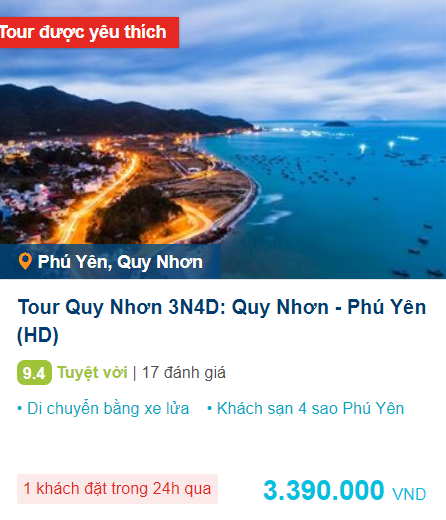 Tour được yêu thích
Phú Yên, Quy Nhơn
Tour Quy Nhơn 3N4D: Quy Nhơn - Phú Yên
(HD)
9.4 Tuyệt vời | 17 đánh giá
• Di chuyển bằng xe lửa • Khách sạn 4 sao Phú Yên
1 khách đặt trong 24h qua 3.390.000 VND